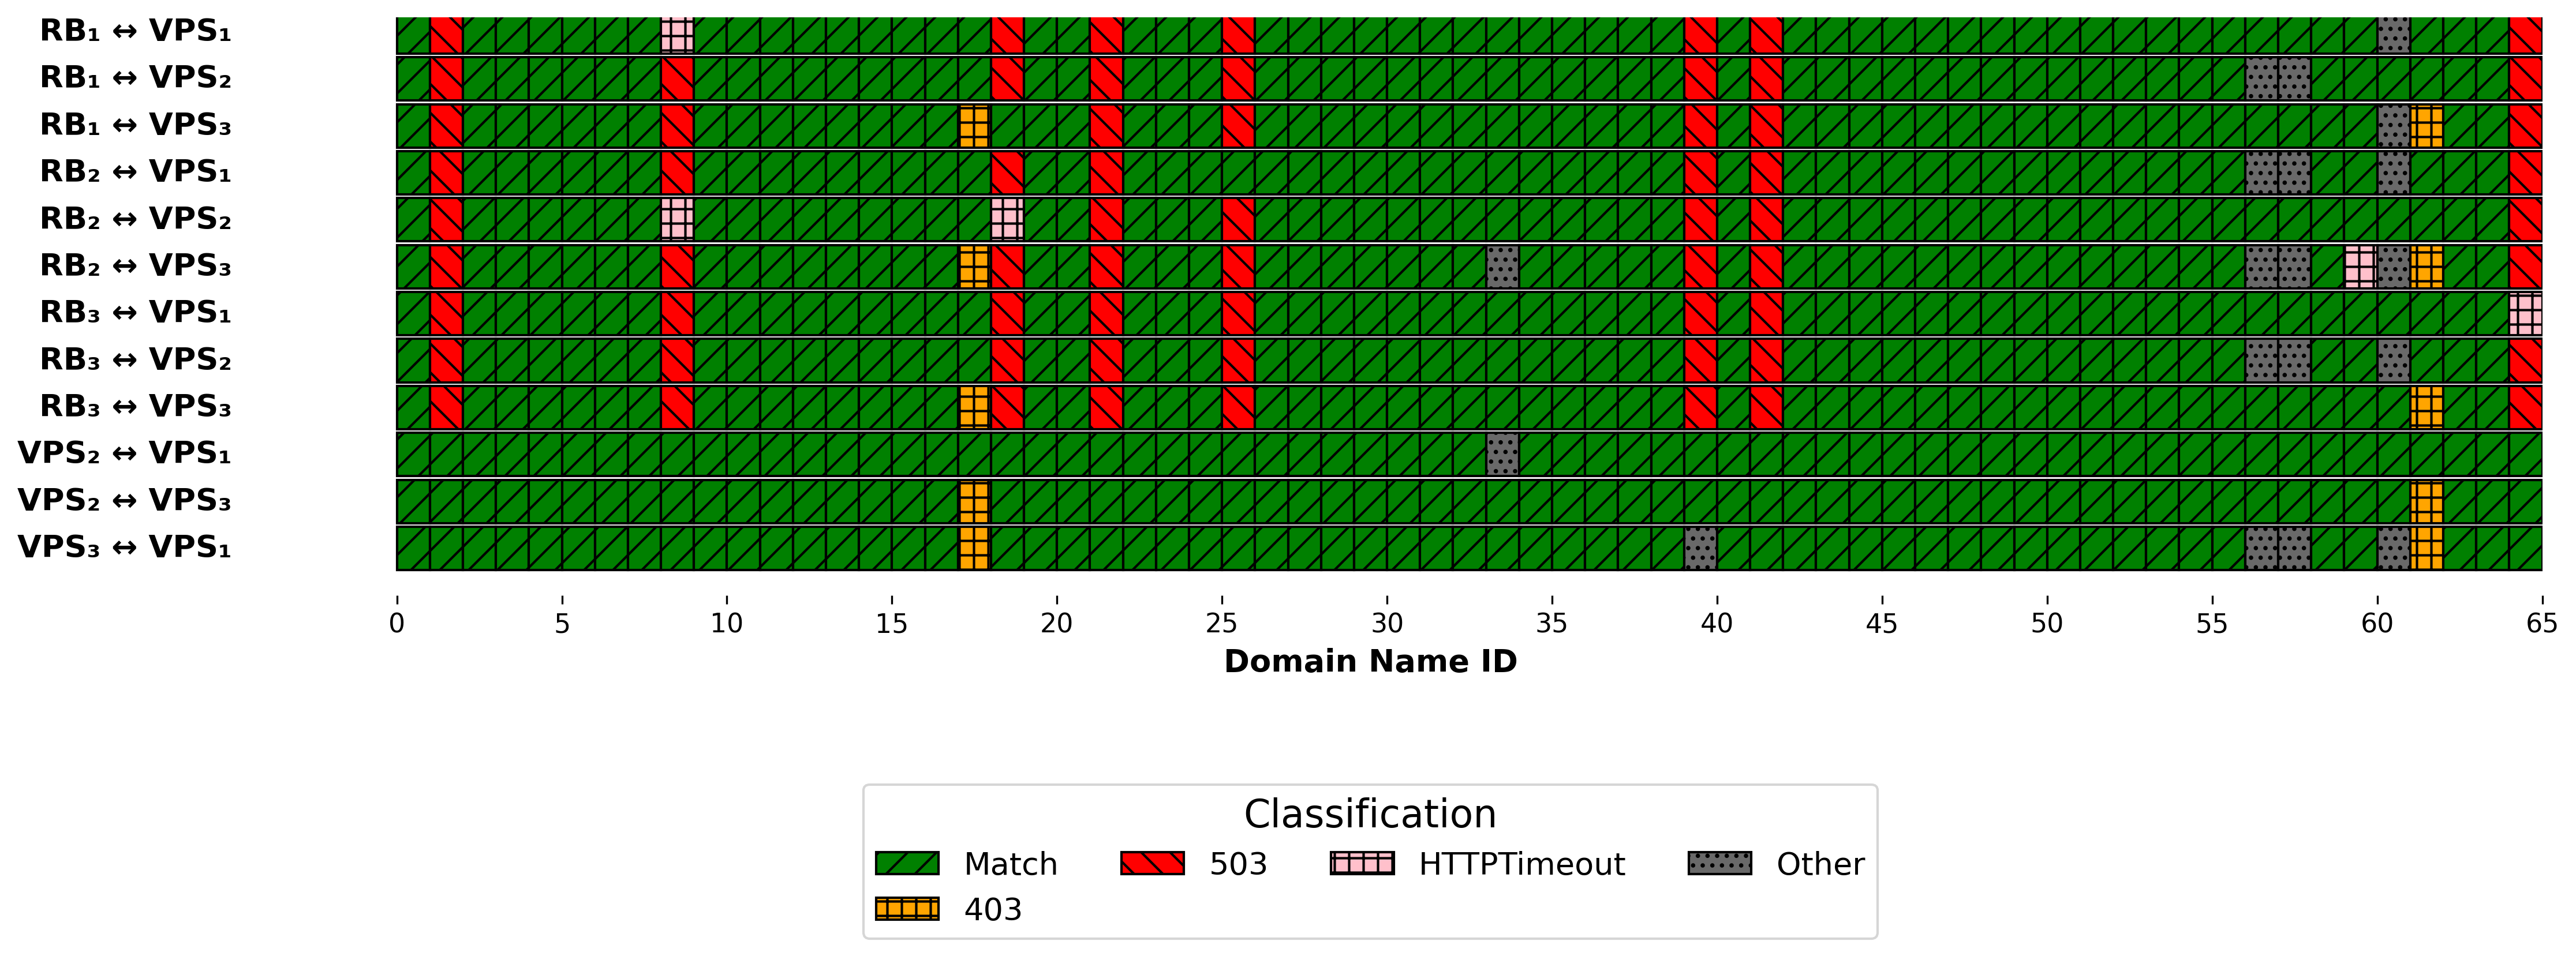 RB₁ ↔ VPS₁
RB₁ ↔ VPS₂
RB₁ ↔ VPS₃
RB₂ ↔ VPS₁
RB₂ ↔ VPS₂
RB₂ ↔ VPS₃
RB₃ ↔ VPS₁
RB₃ ↔ VPS₂
RB₃ ↔ VPS₃
VPS₂ ↔ VPS₁
VPS₂ ↔ VPS₃
VPS₃ ↔ VPS₁
0 5 10 15 20 25 30 35 40 45 50 55 60 65
Domain Name ID
Classification
Match 503 HTTPTimeout Other
403